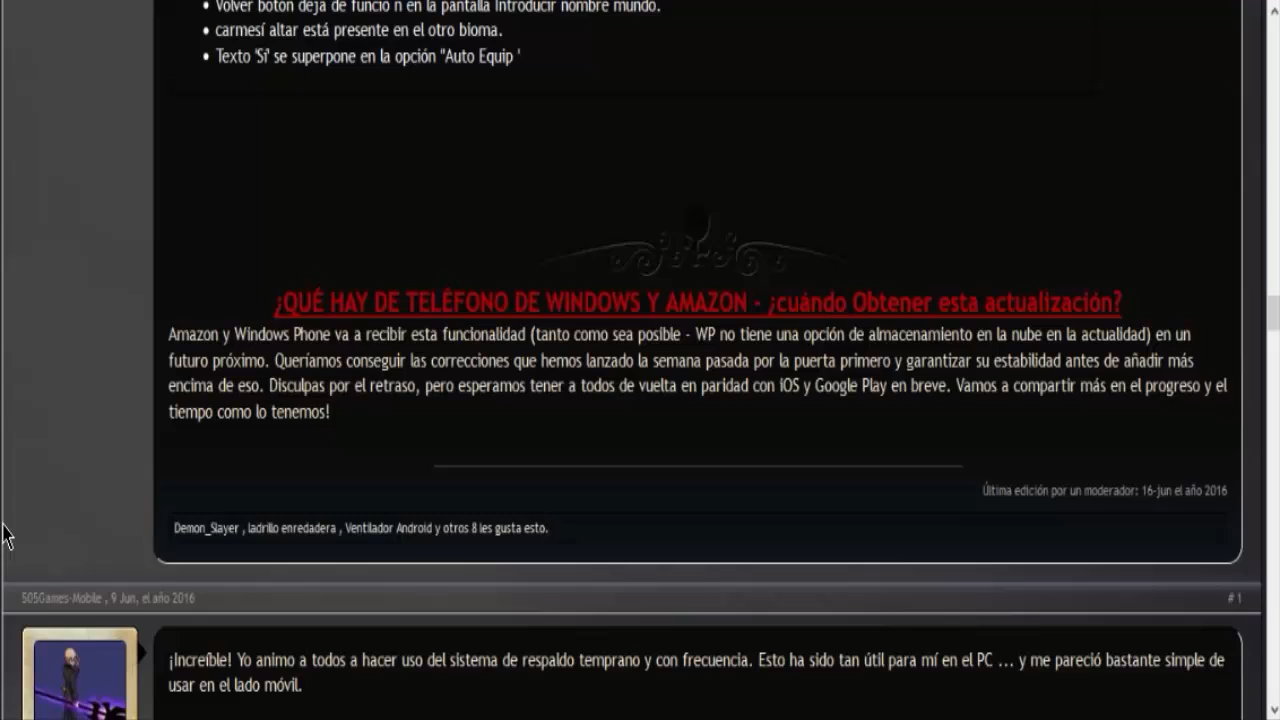 • Volver botón deja de funcio n en la pantalla Introducir nombre mundo.
• carmesí altar está presente en el otro bioma.
• Texto 'Sí' se superpone en la opción "Auto Equip '
¿QUÉ HAY DE TELÉFONO DE WINDOWS Y AMAZON - ¿cuándo Obtener esta actualización?
Amazon y Windows Phone va a recibir esta funcionalidad (tanto como sea posible - WP no tiene una opción de almacenamiento en la nube en la actualidad) en un
futuro próximo. Queríamos conseguir las correcciones que hemos lanzado la semana pasada por la puerta primero y garantizar su estabilidad antes de añadir más
encima de eso. Disculpas por el retraso, pero esperamos tener a todos de vuelta en paridad con iOS y Google Play en breve. Vamos a compartir más en el progreso y el
tiempo como lo tenemos!
Última edición por un moderador: 16-jun el año 2016
Demon_Slayer , ladrillo enredadera , Ventilador Android y otros 8 les gusta esto.
505Games-Mobile , 9 Jun, el año 2016
# 1
¡Increíble! Yo animo a todos a hacer uso del sistema de respaldo temprano y con frecuencia. Esto ha sido tan útil para mí en el PC ... y me pareció bastante simple de
usar en el lado móvil.